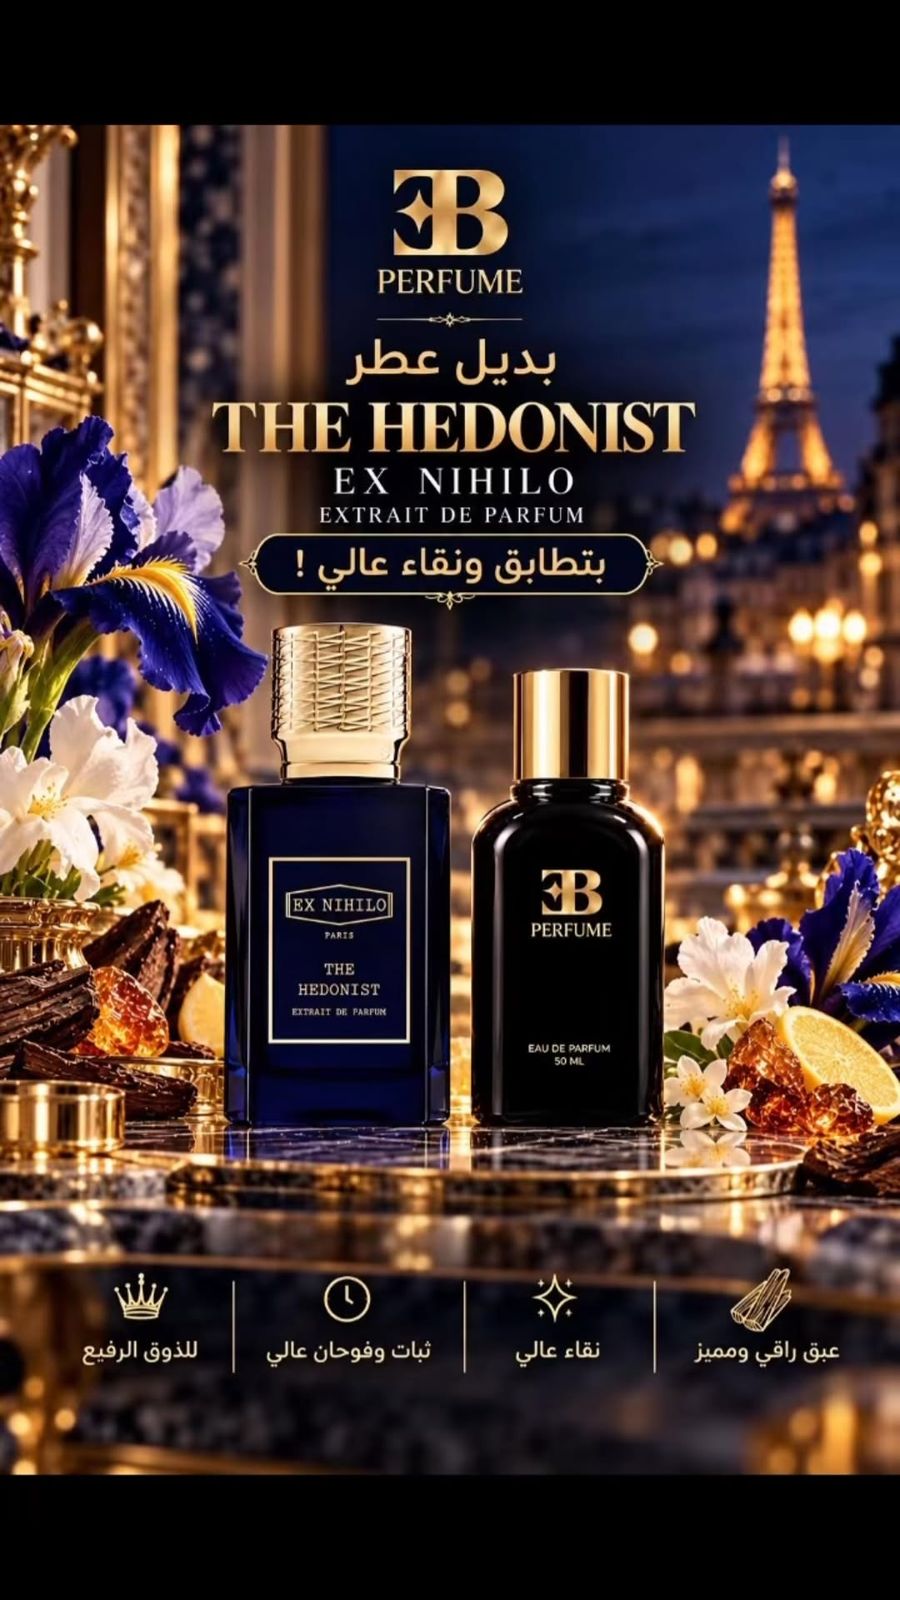 EB
PERFUME
بديل عطر
THE HEDONIST
EX NIHILO
EXTRAIT DE PARFUM
بتطابق ونقاء عالي !
EX NIHILO
PARIS
THE
HEDONIST
EXTRAIT DE PARFUM
EB
PERFUME
EAU DE PARFUM
50 ML
عبق راقي ومميز
نقاء عالي
ثبات وفوحان عالي
للذوق الرفيع